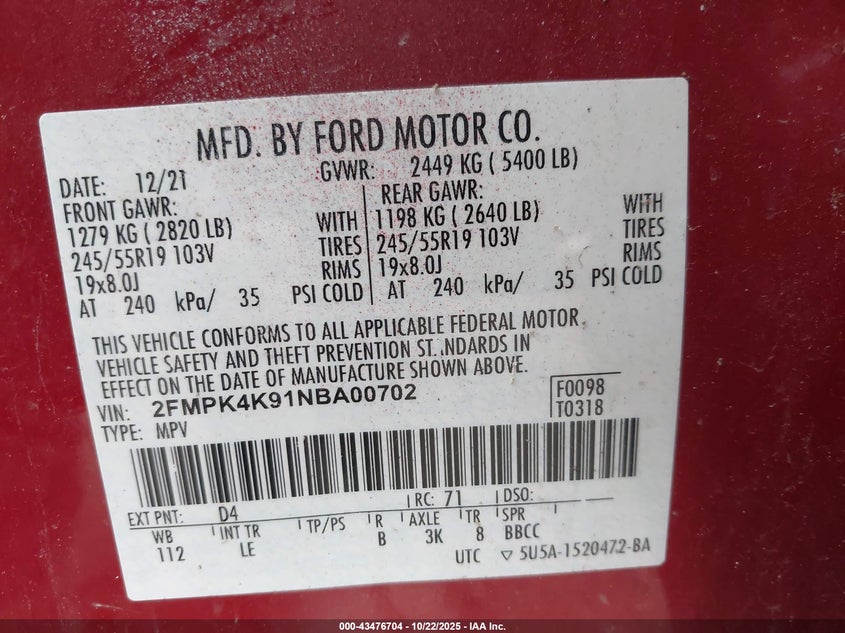 MFD. BY FORD MOTOR CO.
DATE: 12/21 GVWR: 2449 KG ( 5400 LB)
FRONT GAWR: REAR GAWR:
1279 KG ( 2820 LB) WITH 1198 KG ( 2640 LB) WITH
245/55R19 103V TIRES 245/55R19 103V TIRES
19x8.0J RIMS 19x8.0J RIMS
AT 240 kPa/ 35 PSI COLD AT 240 kPa/ 35 PSI COLD
THIS VEHICLE CONFORMS TO ALL APPLICABLE FEDERAL MOTOR
VEHICLE SAFETY AND THEFT PREVENTION ST.NDARDS IN
EFFECT ON THE DATE OF MANUFACTURE SHOWN ABOVE.
VIN: 2FMPK4K91NBA00702 F0098
TYPE: MPV T0318
EXT PNT: D4 RC: 71 DSO:
WB INT TR TP/PS R AXLE TR SPR
112 LE B 3K 8 BBCC
UTC ▽ 5U5A-1520472-BA
000-43476704 - 10/22/2025 - IAA Inc.